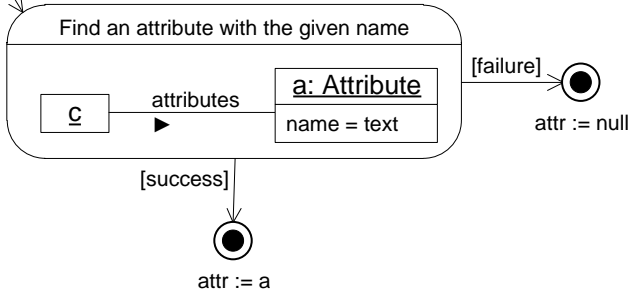 Find an attribute with the given name
[failure]
a: Attribute
attributes
c
name = text
attr := null
[success]
attr := a